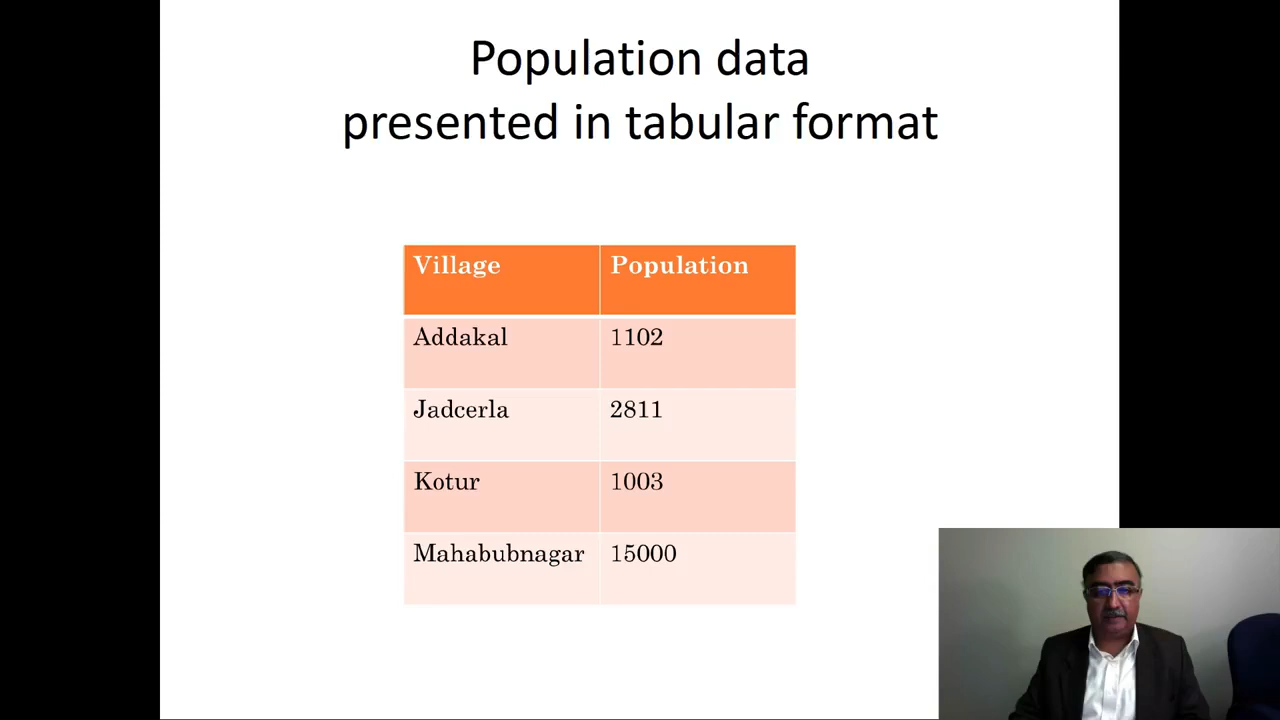 Population data
presented in tabular format
Village Population
Addakal 1102
Jadcerla 2811
Kotur 1003
Mahabubnagar 15000